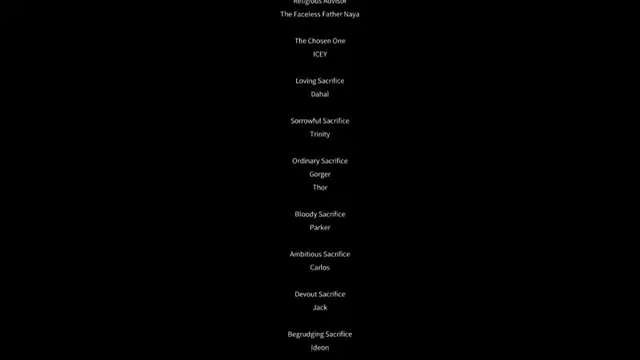 Religious Advisor
The Faceless Father Naya
The Chosen One
ICEY
Loving Sacrifice
Dahal
Sorrowful Sacrifice
Trinity
Ordinary Sacrifice
Gorger
Thor
Bloody Sacrifice
Parker
Ambitious Sacrifice
Carlos
Devout Sacrifice
Jack
Begrudging Sacrifice
Ideon